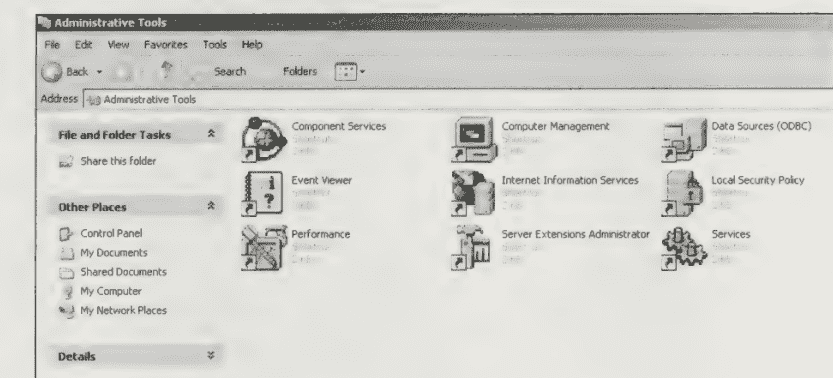 Administrative Tools
File Edit View Favorites Tools Help
Back Search Folders
Address Administrative Tools
File and Folder Tasks
Share this folder
Other Places
Control Panel
My Documents
Shared Documents
My Computer
My Network Places
Details
Component Services
Computer Management
Data Sources (ODBC)
Event Viewer
Internet Information Services
Local Security Policy
Performance
Server Extensions Administrator
Services